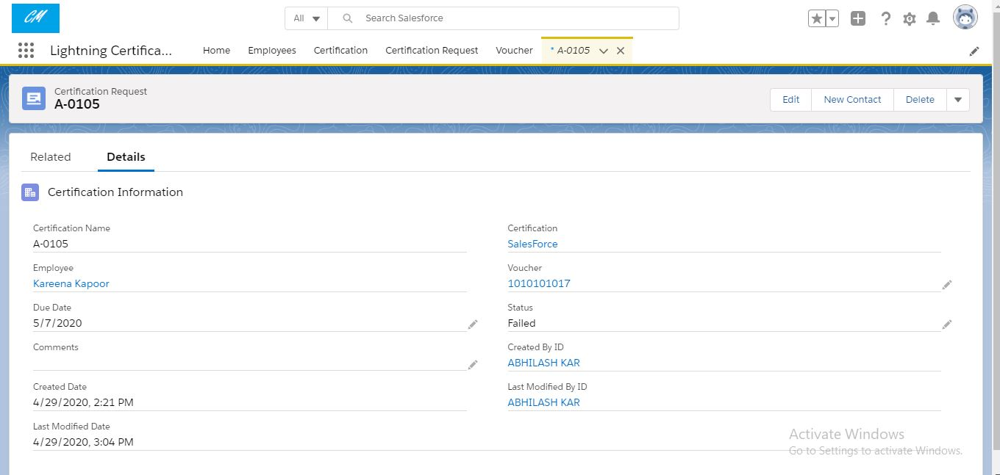 CM
All
Search Salesforce
Lightning Certifica...
Home
Employees
Certification
Certification Request
Voucher
* A-0105
Certification Request
A-0105
Edit
New Contact
Delete
Related
Details
Certification Information
Certification Name
A-0105
Certification
SalesForce
Employee
Kareena Kapoor
Voucher
1010101017
Due Date
5/7/2020
Status
Failed
Comments
Created By ID
ABHILASH KAR
Created Date
4/29/2020, 2:21 PM
Last Modified By ID
ABHILASH KAR
Last Modified Date
4/29/2020, 3:04 PM
Activate Windows
Go to Settings to activate Windows.